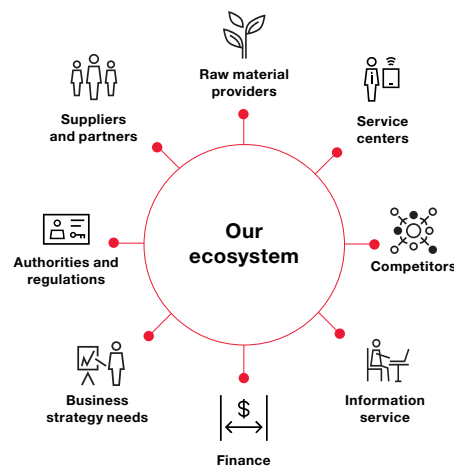 Raw material
providers
Suppliers
and partners
Service
centers
Our
ecosystem
Authorities and
regulations
Competitors
Business
strategy needs
Information
service
$
Finance